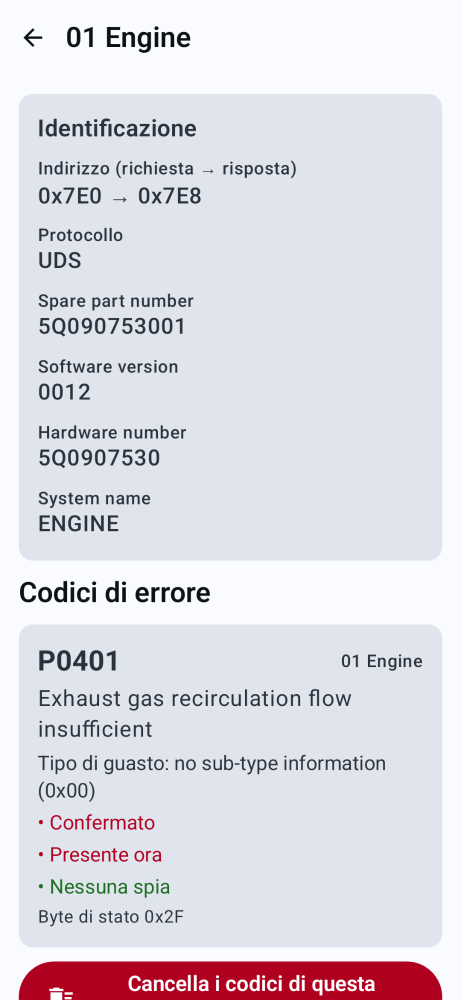 01 Engine
Identificazione
Indirizzo (richiesta → risposta)
0x7E0 → 0x7E8
Protocollo
UDS
Spare part number
5Q090753001
Software version
0012
Hardware number
5Q0907530
System name
ENGINE
Codici di errore
P0401 01 Engine
Exhaust gas recirculation flow
insufficient
Tipo di guasto: no sub-type information
(0x00)
• Confermato
• Presente ora
• Nessuna spia
Byte di stato 0x2F
Cancella i codici di questa